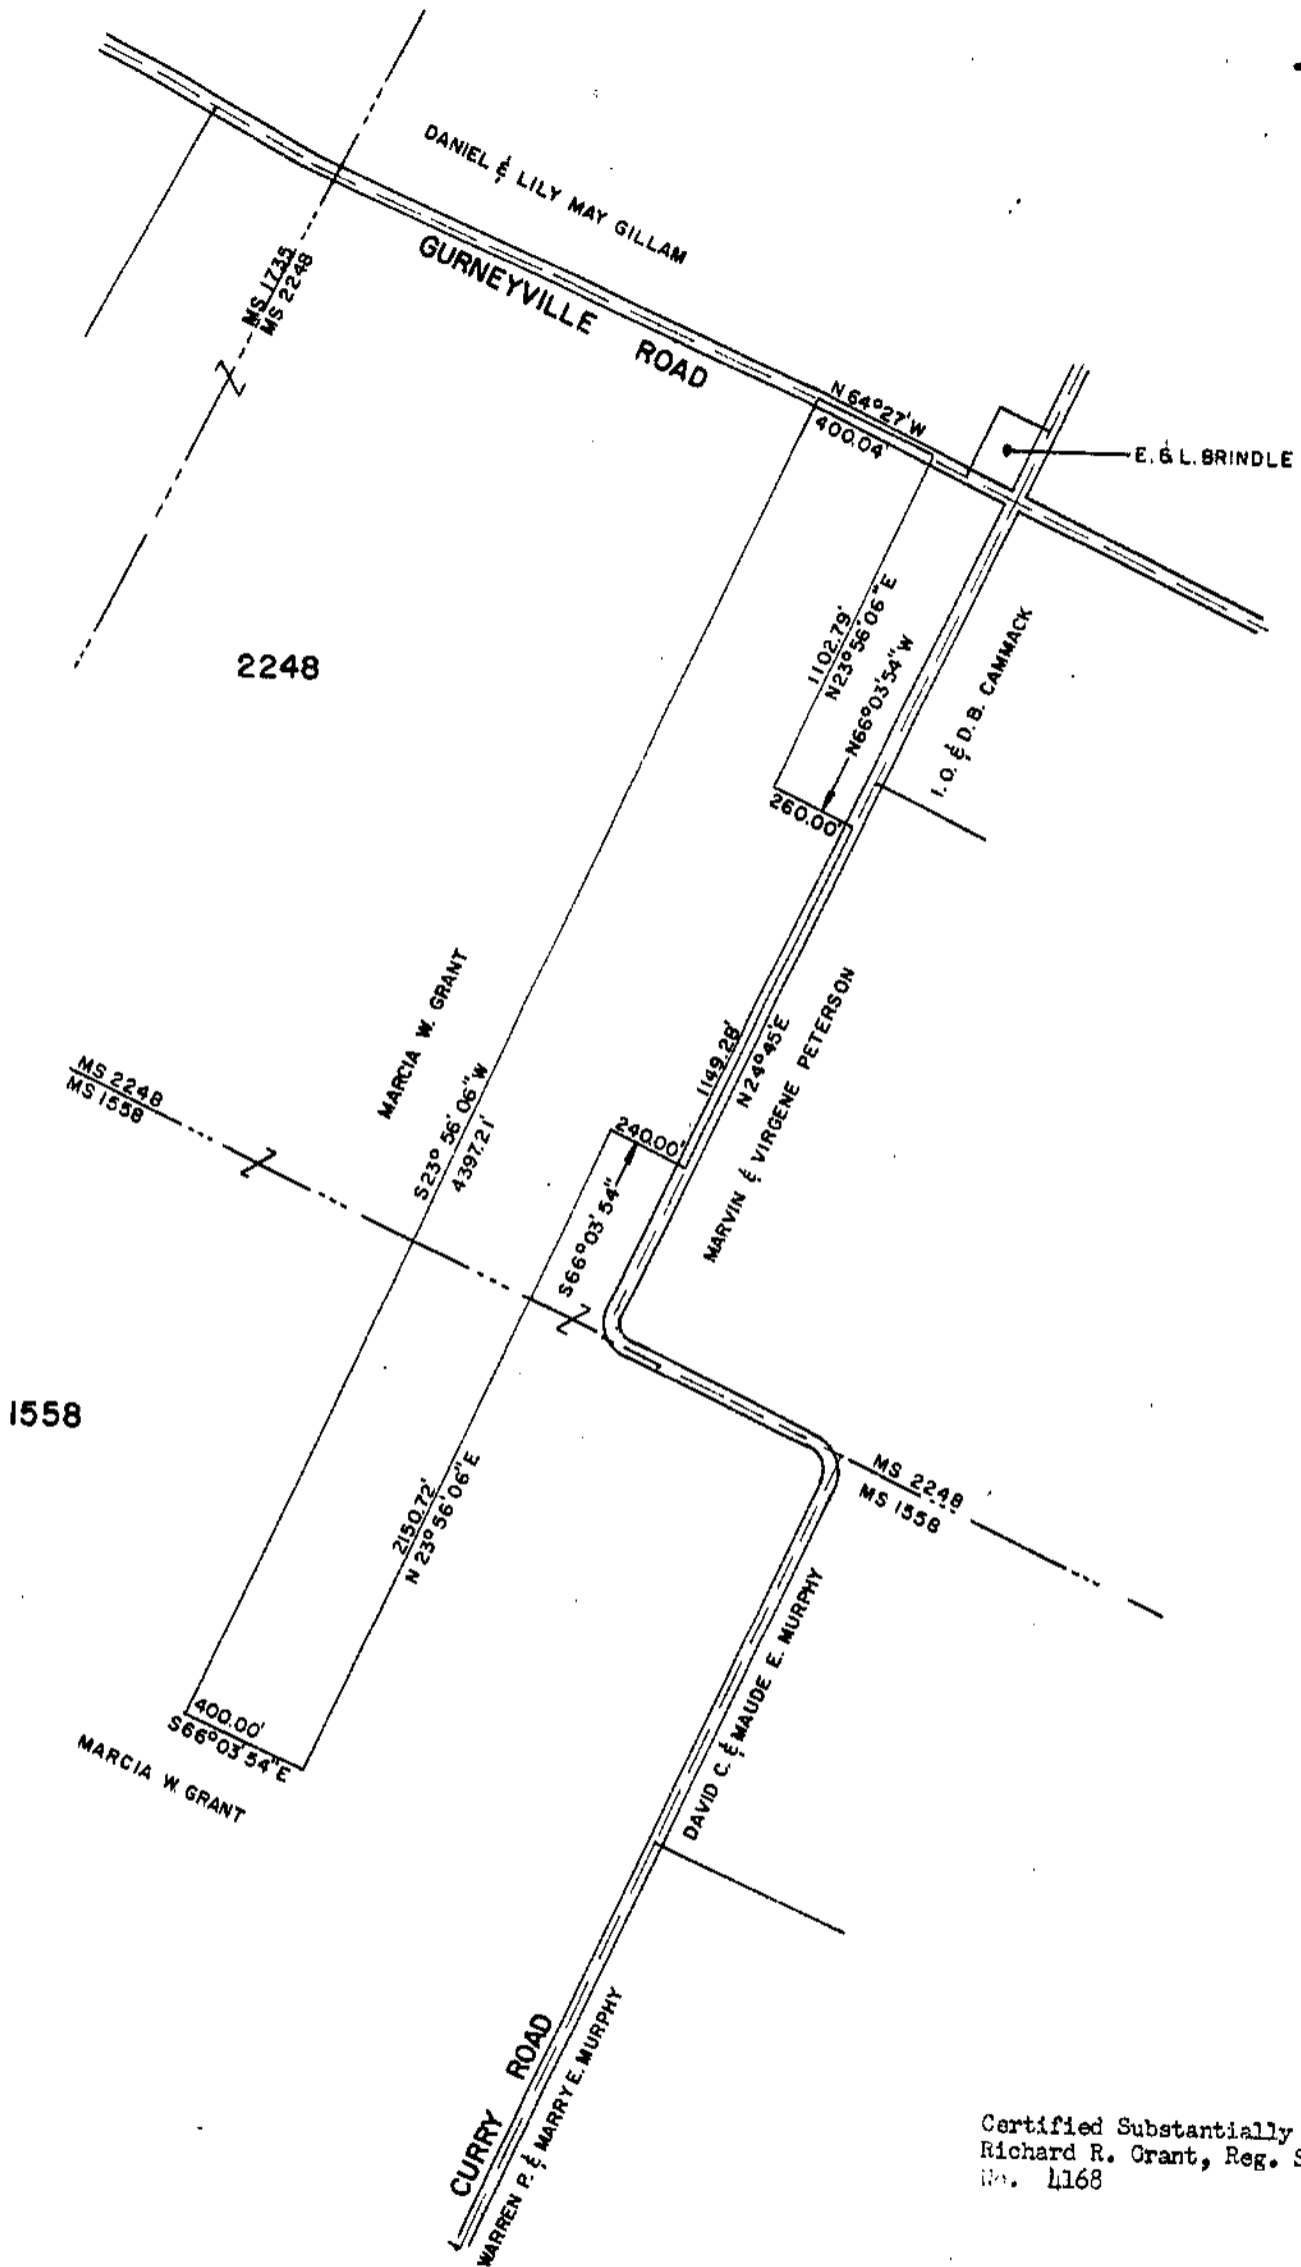 DANIEL & LILY MAY GILLAM
GURNEYVILLE ROAD
MS 1735
MS 2248
N 64°27'W
400.04'
E. & L. BRINDLE
1102.79'
N23°56'06"E
N66°03'54"W
260.00'
I. O. & D. B. CAMMACK
2248
MARCIA W. GRANT
S23°56'06"W
4397.21'
1149.28'
N24°45'E
MARVIN & VIRGENE PETERSON
MS 2248
MS 1558
240.00'
S66°03'54"
1558
2150.72'
N 23°56'06"E
MS 2248
MS 1558
DAVID C. & MAUDE E. MURPHY
400.00'
S66°03'54"E
MARCIA W. GRANT
CURRY ROAD
WARREN P. & MARRY E. MURPHY
Certified Substantially
Richard R. Grant, Reg. S
No. 4168